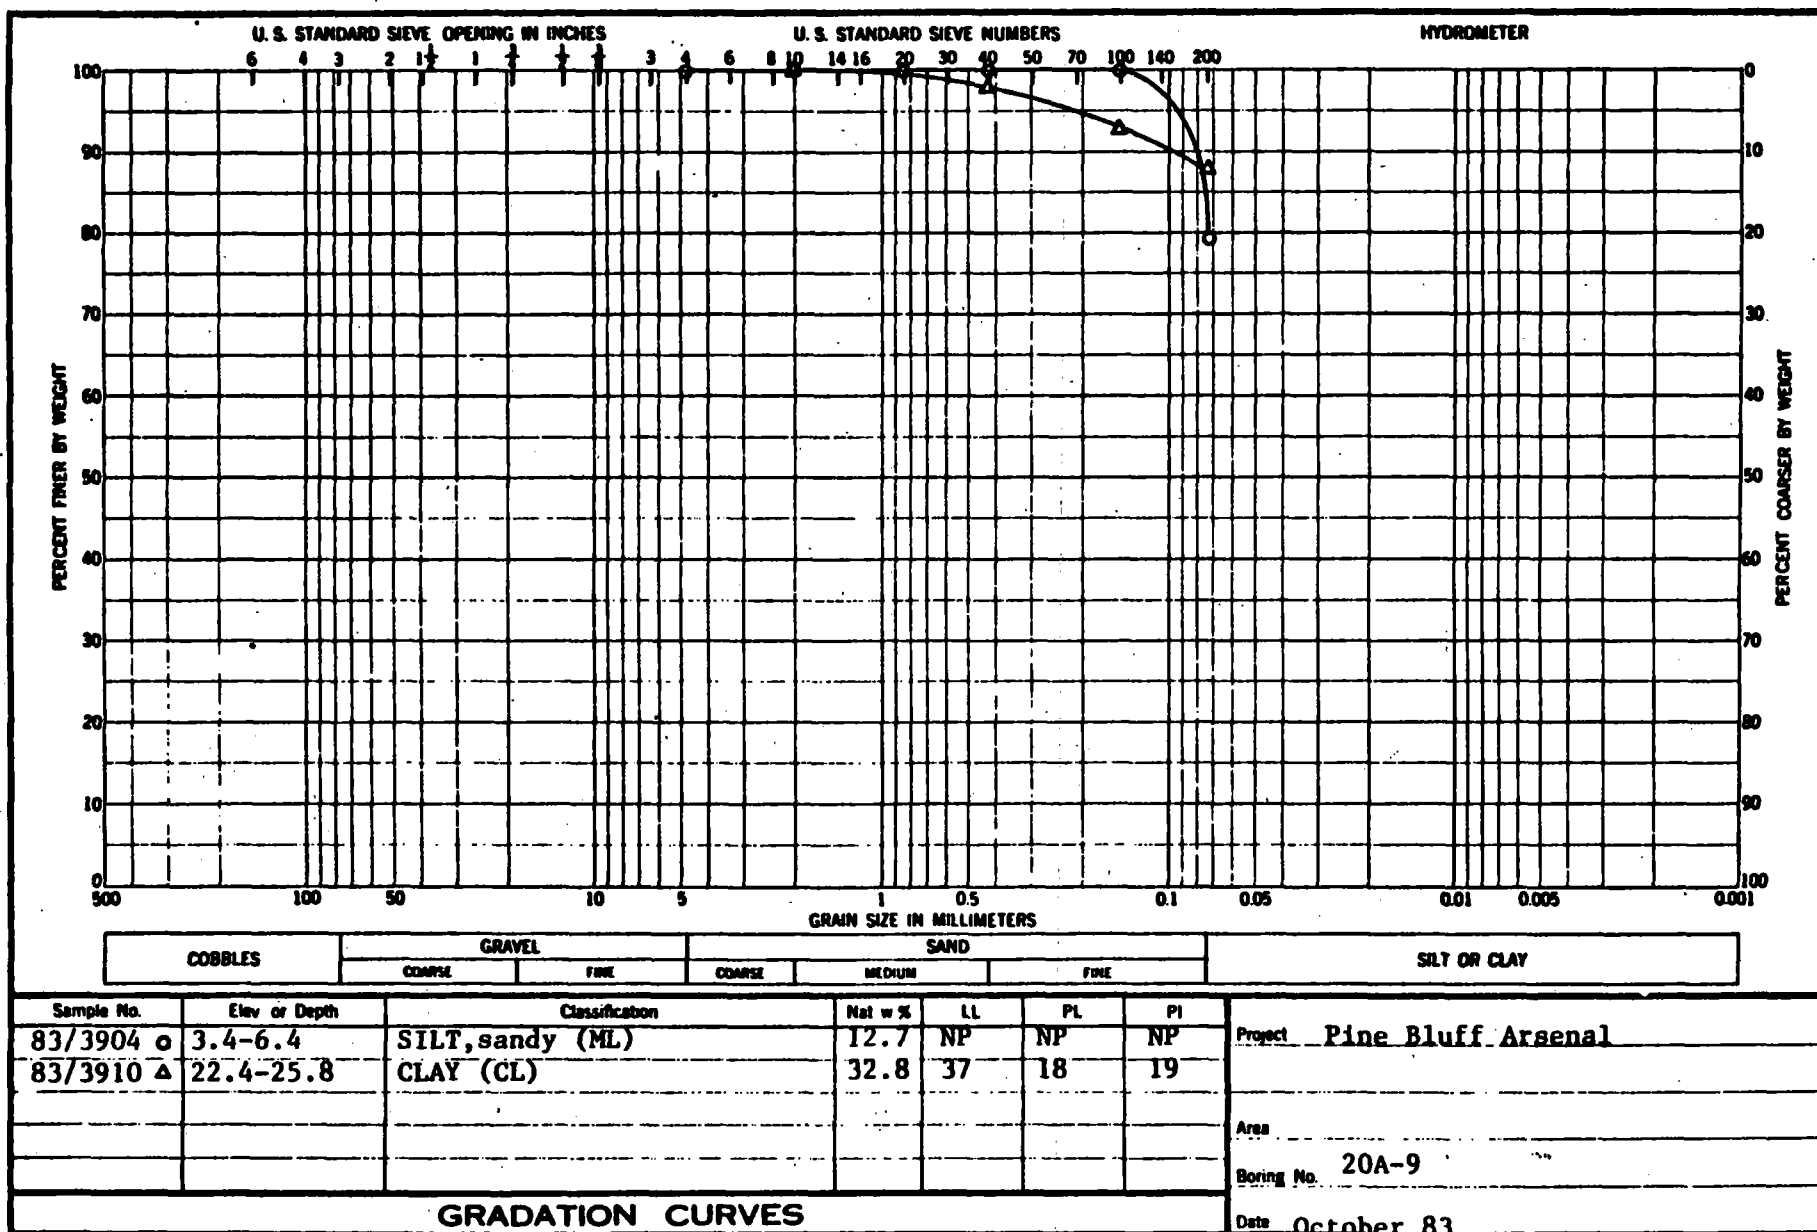 U. S. STANDARD SIEVE OPENING IN INCHES U. S. STANDARD SIEVE NUMBERS HYDROMETER
6 4 3 2 1½ 1 ¾ ½ 3 4 6 8 10 14 16 20 30 40 50 70 100 140 200
100 0
90 10
80 20
70 30
60 40
50 50
40 60
30 70
20 80
10 90
0 100
PERCENT FINER BY WEIGHT
PERCENT COARSER BY WEIGHT
500 100 50 10 5 1 0.5 0.1 0.05 0.01 0.005 0.001
GRAIN SIZE IN MILLIMETERS
COBBLES GRAVEL SAND SILT OR CLAY
COARSE FINE COARSE MEDIUM FINE
Sample No. Elev or Depth Classification Nat w % LL PL PI
83/3904 o 3.4-6.4 SILT,sandy (ML) 12.7 NP NP NP
83/3910 Δ 22.4-25.8 CLAY (CL) 32.8 37 18 19
Project Pine Bluff Arsenal
Area
Boring No. 20A-9
Date October 83
GRADATION CURVES